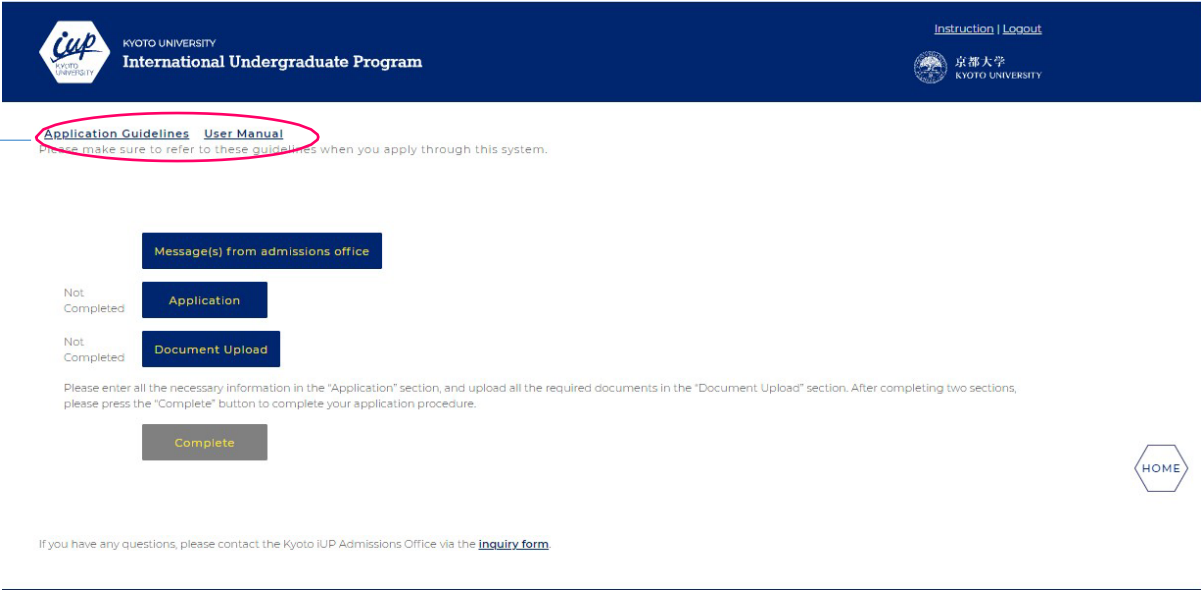 iup
KYOTO
UNIVERSITY
KYOTO UNIVERSITY
International Undergraduate Program
Instruction | Logout
京都大学
KYOTO UNIVERSITY
Application Guidelines User Manual
Please make sure to refer to these guidelines when you apply through this system.
Message(s) from admissions office
Not
Completed
Application
Not
Completed
Document Upload
Please enter all the necessary information in the "Application" section, and upload all the required documents in the "Document Upload" section. After completing two sections,
please press the "Complete" button to complete your application procedure.
Complete
HOME
If you have any questions, please contact the Kyoto iUP Admissions Office via the inquiry form.